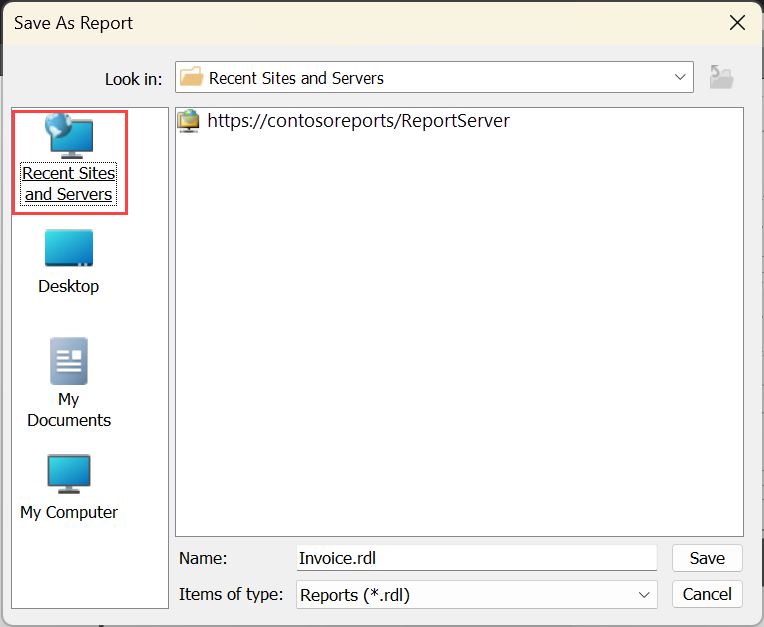 Save As Report
Look in:
Recent Sites and Servers
Recent Sites
and Servers
Desktop
My
Documents
My Computer
https://contosoreports/ReportServer
Name:
Invoice.rdl
Save
Items of type:
Reports (*.rdl)
Cancel